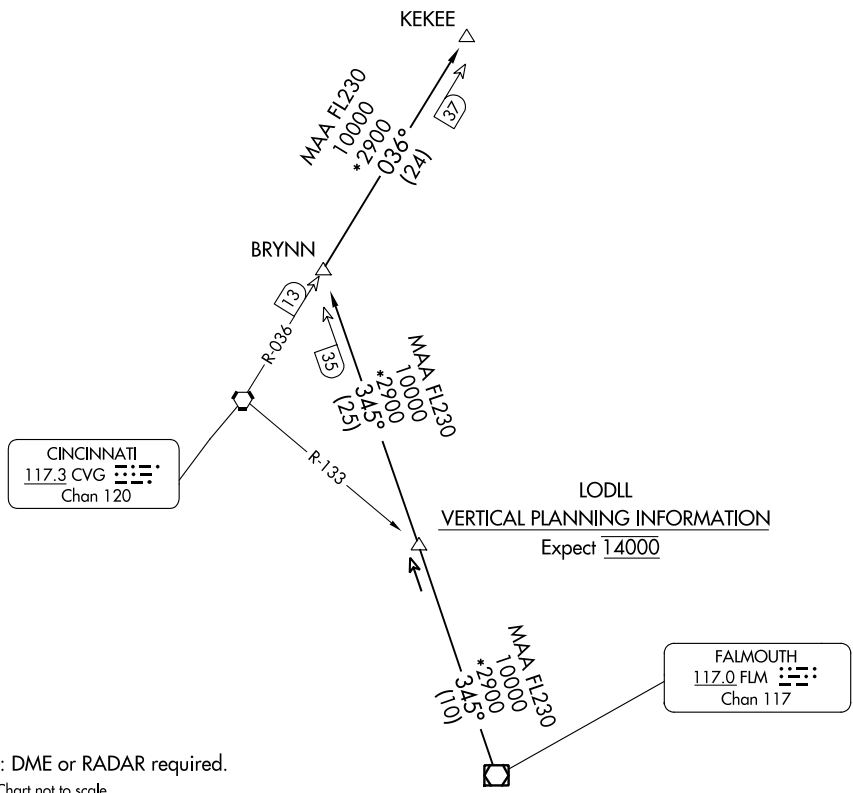 KEKEE
MAA FL230
10000
*2900
036°
(24)
37
BRYNN
13
R-036
35
MAA FL230
10000
*2900
345°
(25)
CINCINNATI
117.3 CVG
Chan 120
R-133
LODLL
VERTICAL PLANNING INFORMATION
Expect 14000
MAA FL230
10000
*2900
345°
(10)
FALMOUTH
117.0 FLM
Chan 117
: DME or RADAR required.
Chart not to scale